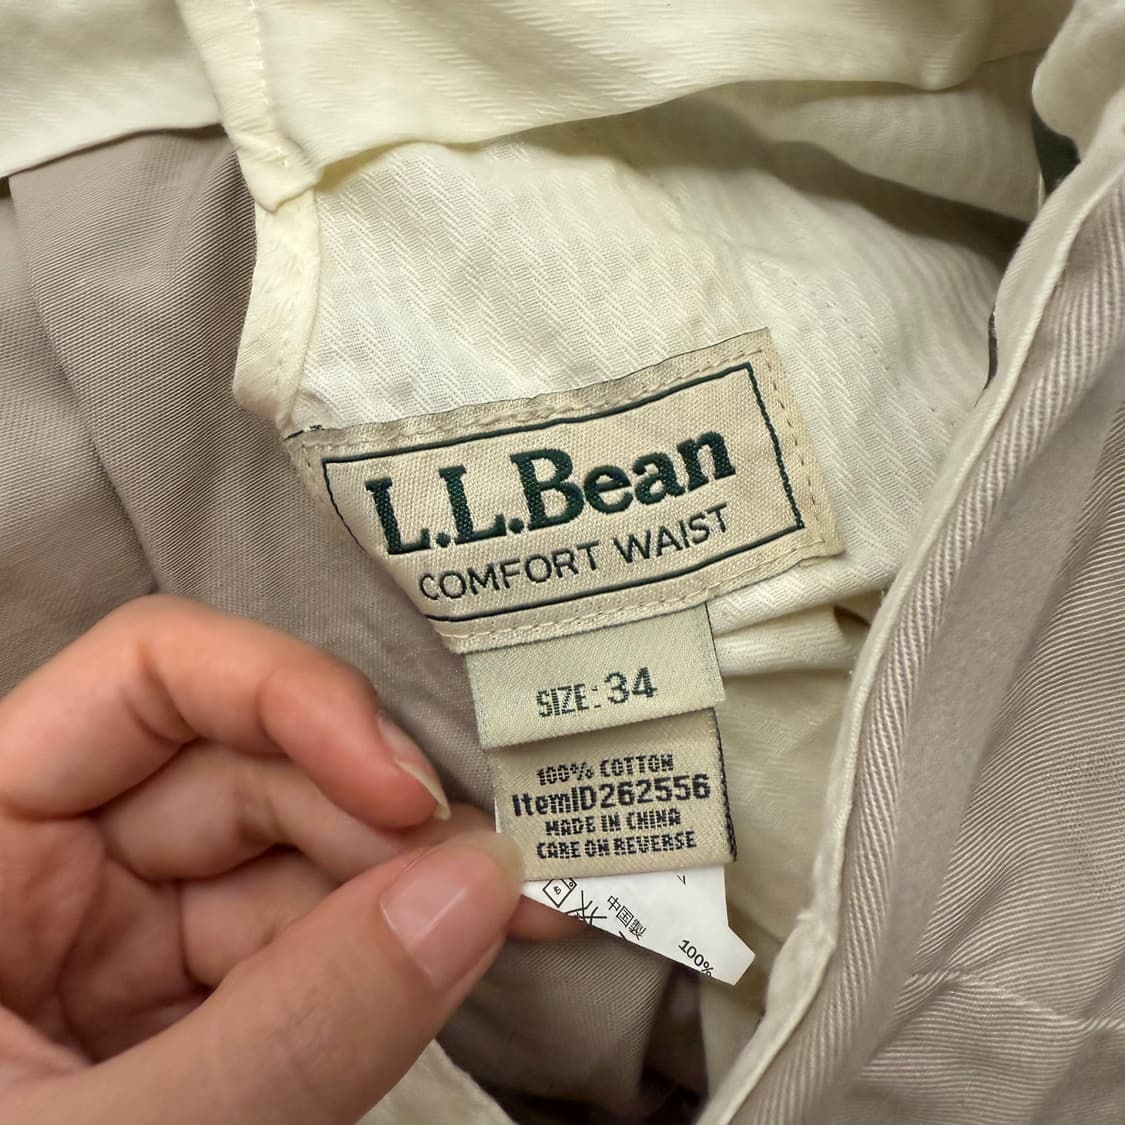 L.L.Bean
COMFORT WAIST
SIZE: 34
100% COTTON
ItemID262556
MADE IN CHINA
CARE ON REVERSE
中国製
100%